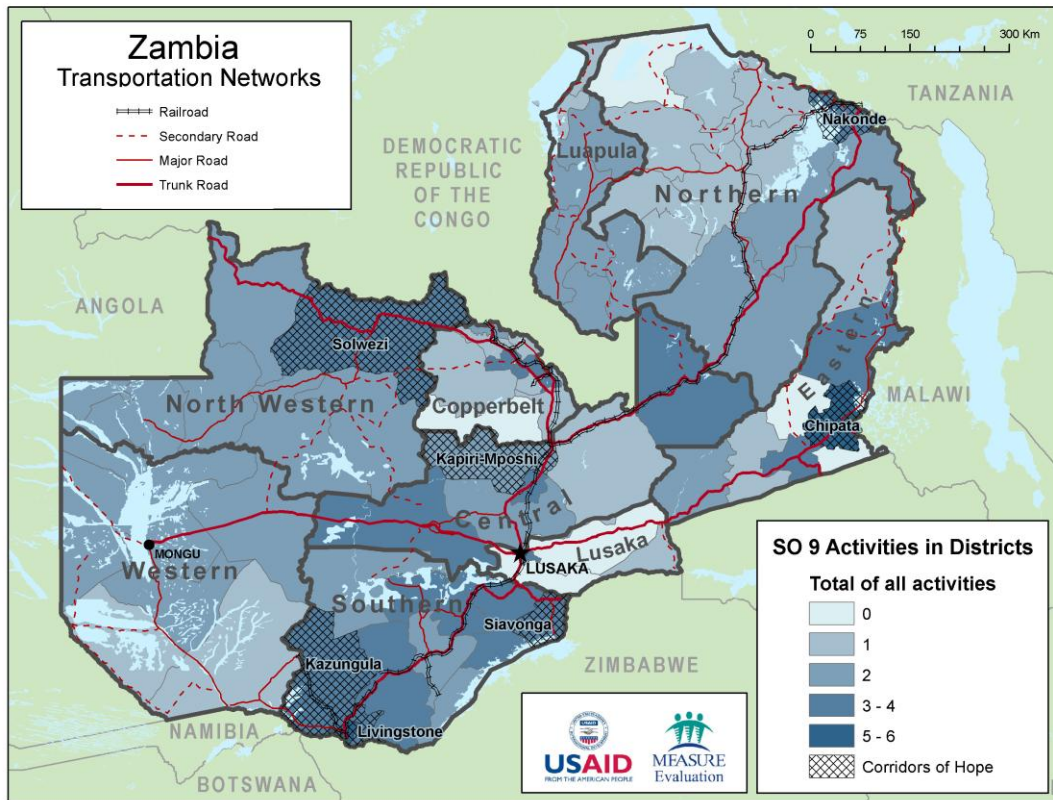 Zambia
Transportation Networks
Railroad
Secondary Road
Major Road
Trunk Road
0 75 150 300 Km
TANZANIA
Nakonde
DEMOCRATIC
REPUBLIC
OF THE
CONGO
Luapula
Northern
ANGOLA
Solwezi
Eastern
MALAWI
North Western
Copperbelt
Chipata
Kapiri-Mposhi
Central
MONGU
LUSAKA
Lusaka
Western
Southern
Siavonga
Kazungula
ZIMBABWE
NAMIBIA
Livingstone
BOTSWANA
SO 9 Activities in Districts
Total of all activities
0
1
2
3 - 4
5 - 6
Corridors of Hope
USAID
FROM THE AMERICAN PEOPLE
MEASURE
Evaluation